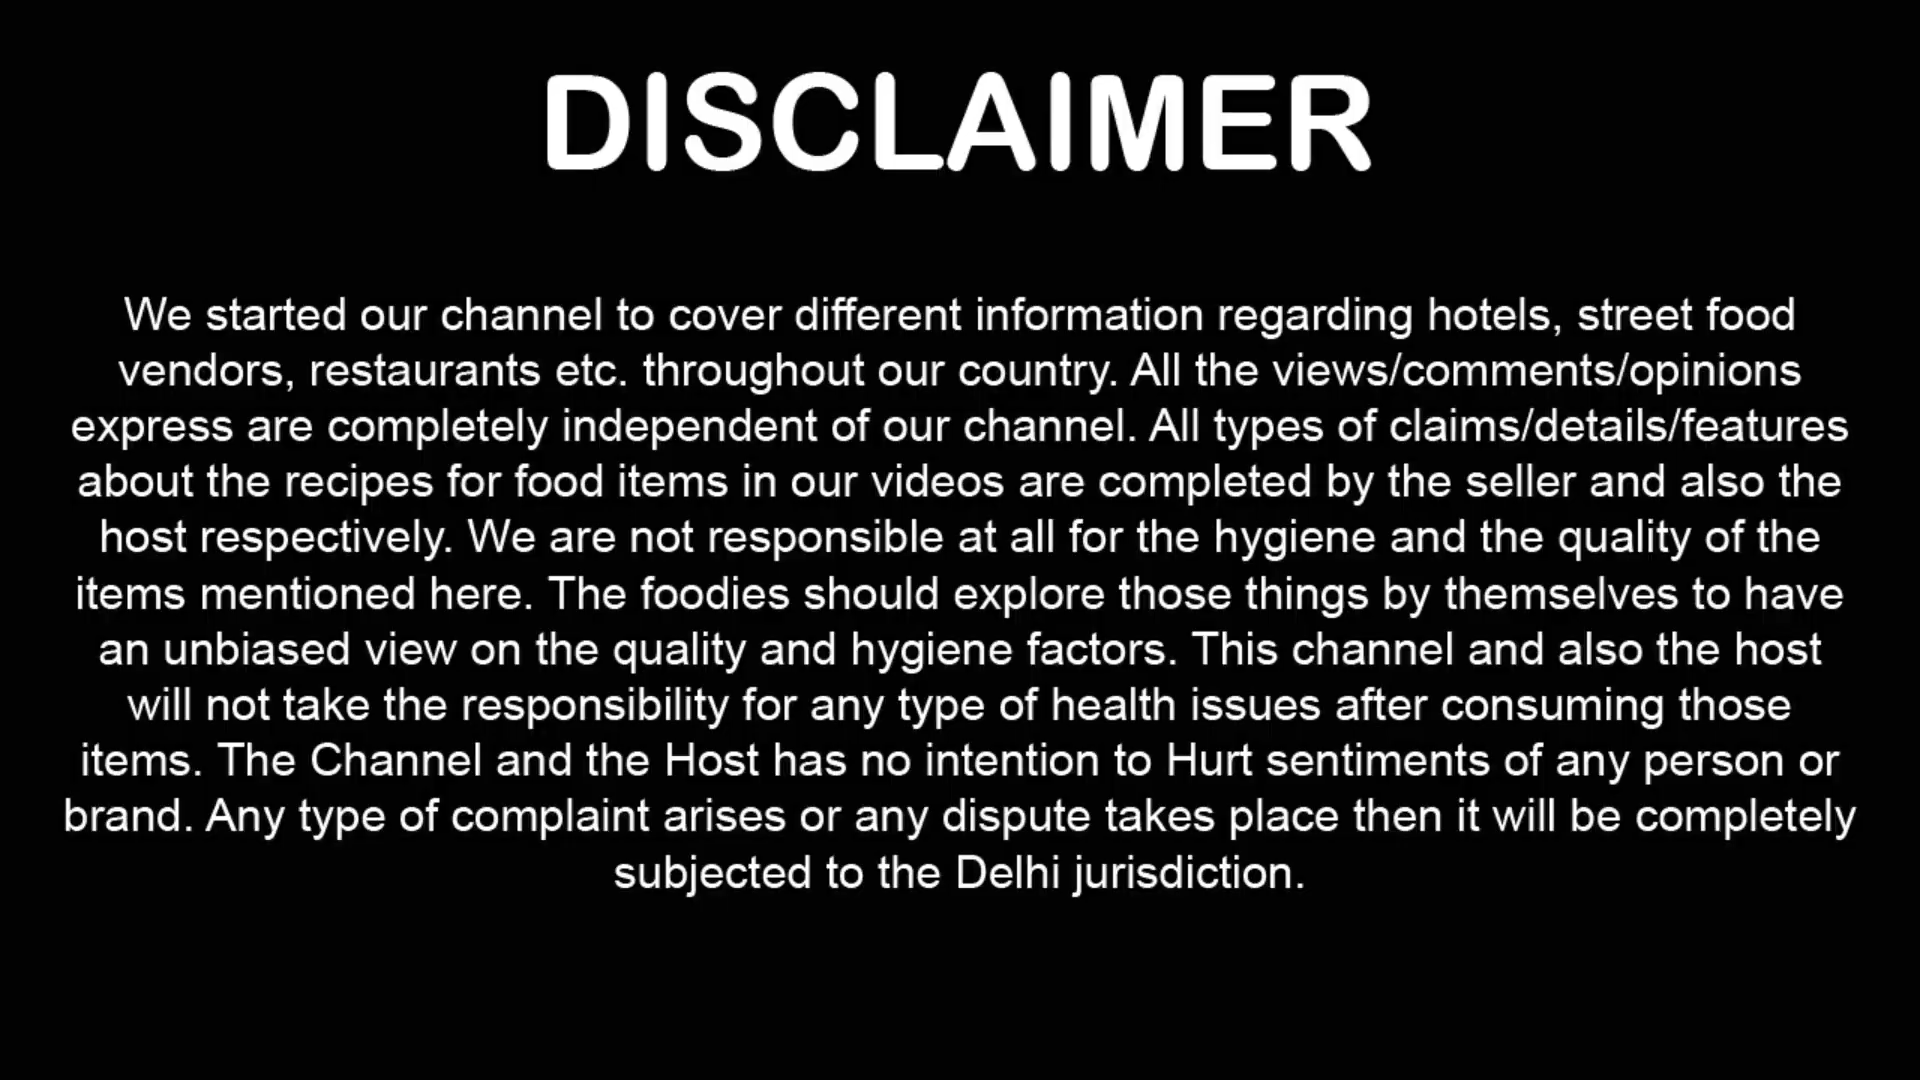 DISCLAIMER
We started our channel to cover different information regarding hotels, street food
vendors, restaurants etc. throughout our country. All the views/comments/opinions
express are completely independent of our channel. All types of claims/details/features
about the recipes for food items in our videos are completed by the seller and also the
host respectively. We are not responsible at all for the hygiene and the quality of the
items mentioned here. The foodies should explore those things by themselves to have
an unbiased view on the quality and hygiene factors. This channel and also the host
will not take the responsibility for any type of health issues after consuming those
items. The Channel and the Host has no intention to Hurt sentiments of any person or
brand. Any type of complaint arises or any dispute takes place then it will be completely
subjected to the Delhi jurisdiction.